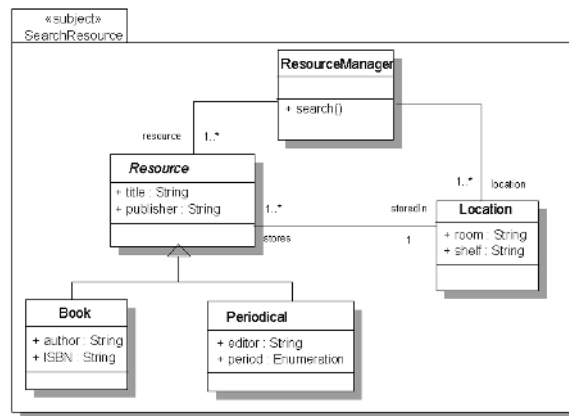 «subject»
SearchResource
ResourceManager
+ search()
resource
1..*
Resource
+ title : String
+ publisher : String
1..*
stores
storedIn
1
1..*
location
Location
+ room : String
+ shelf : String
Book
+ author : String
+ ISBN : String
Periodical
+ editor : String
+ period : Enumeration